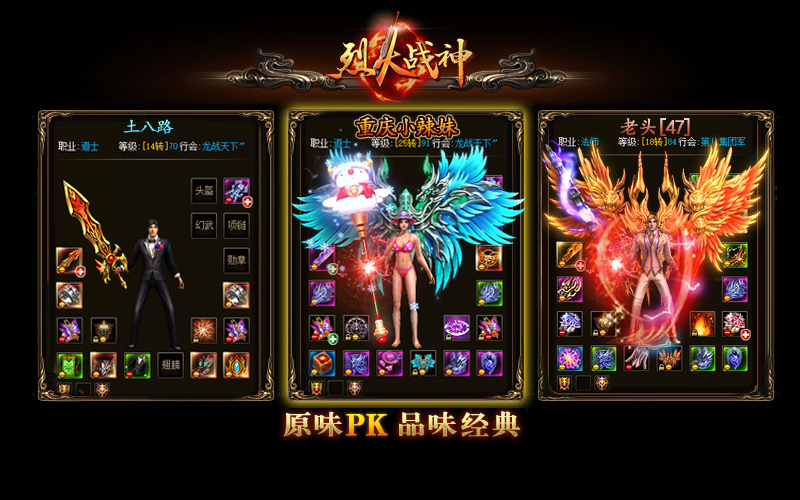 烈火战神
土八路
职业:道士 等级:[14转]70 行会:龙战天下"
头盔
幻武
项链
勋章
翅膀
重庆小辣妹
职业:道士 等级:[25转]91 行会:龙战天下"
老头[47]
职业:法师 等级:[18转]84 行会:第八集团军
原味PK 品味经典